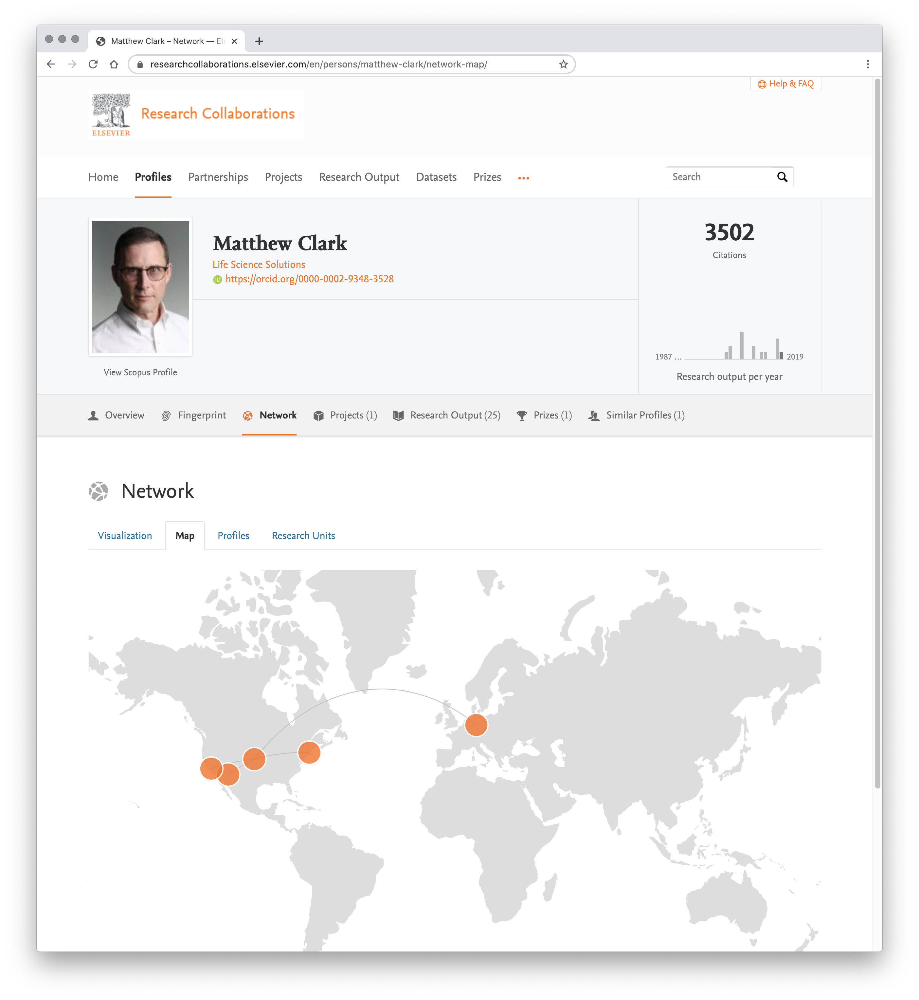 Matthew Clark – Network —
researchcollaborations.elsevier.com/en/persons/matthew-clark/network-map/
Help & FAQ
Research Collaborations
ELSEVIER
Home Profiles Partnerships Projects Research Output Datasets Prizes ••• Search
Matthew Clark
Life Science Solutions
iD https://orcid.org/0000-0002-9348-3528
View Scopus Profile
3502
Citations
1987 ... 2019
Research output per year
Overview Fingerprint Network Projects (1) Research Output (25) Prizes (1) Similar Profiles (1)
Network
Visualization Map Profiles Research Units